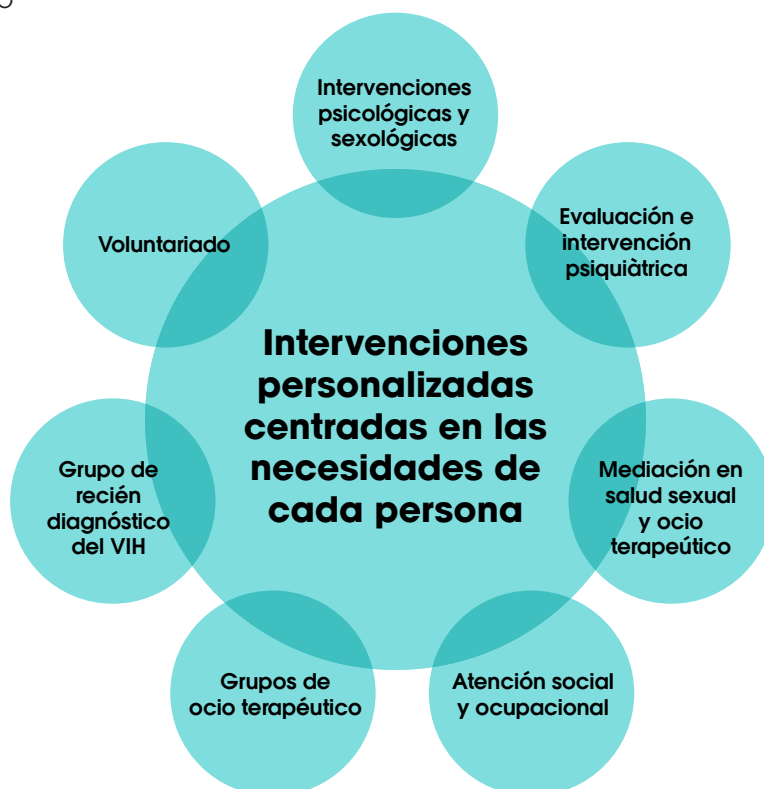 Intervenciones
psicológicas y
sexológicas
Evaluación e
intervención
psiquiàtrica
Mediación en
salud sexual
y ocio
terapeútico
Atención social
y ocupacional
Grupos de
ocio terapéutico
Grupo de
recién
diagnóstico
del VIH
Voluntariado
Intervenciones
personalizadas
centradas en las
necesidades de
cada persona